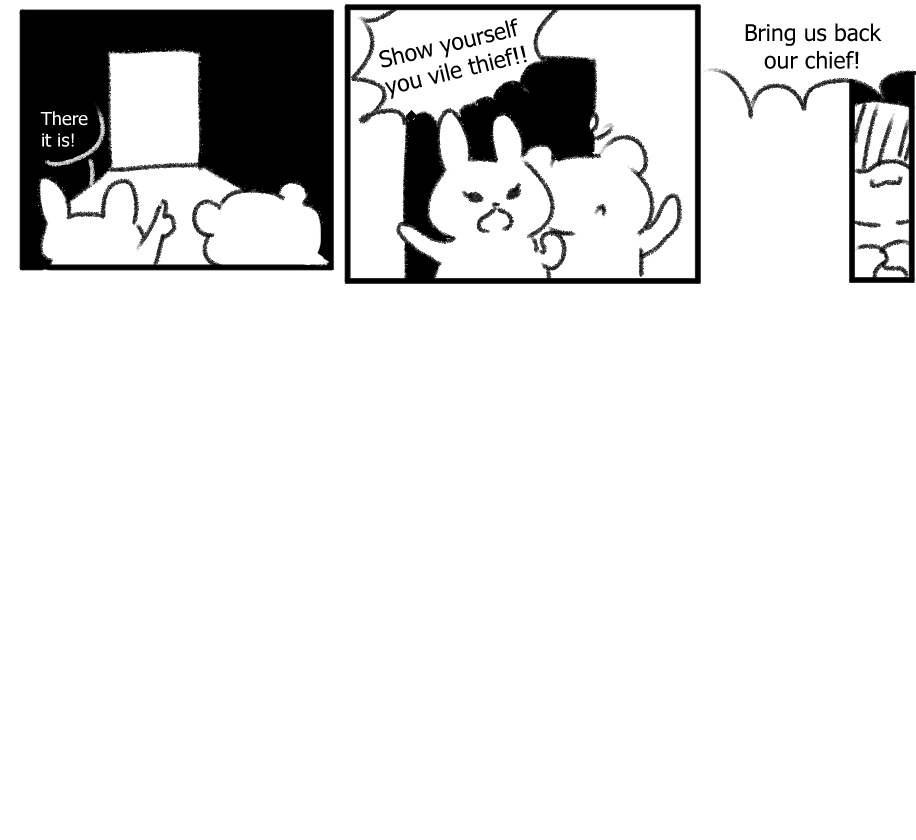 There
it is!
Show yourself
you vile thief!!
Bring us back
our chief!